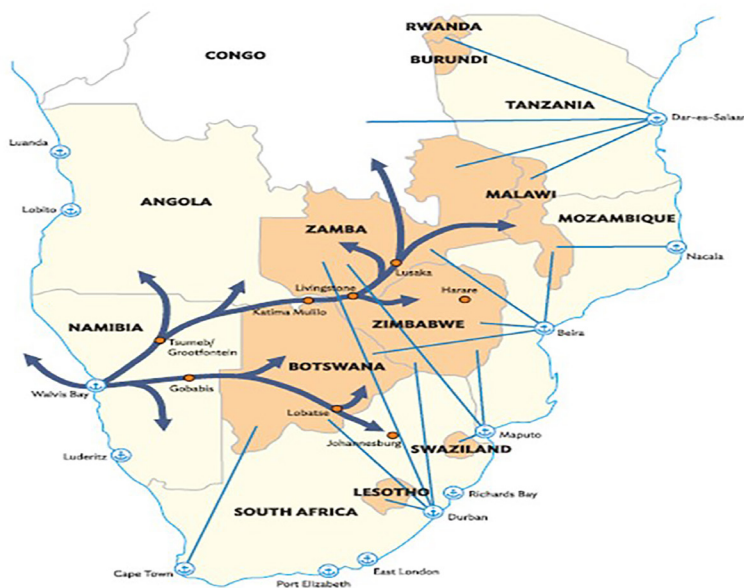 RWANDA
CONGO
BURUNDI
TANZANIA
Dar-es-Salaar
Luanda
MALAWI
ANGOLA
Lobito
MOZAMBIQUE
ZAMBA
Nacala
Lusaka
Livingstone
Harare
Katima Mulilo
NAMIBIA
ZIMBABWE
Beira
Tsumeb/
Grootfontein
BOTSWANA
Walvis Bay
Gobabis
Lobatse
Maputo
Johannesburg
SWAZILAND
Luderitz
LESOTHO
Richards Bay
SOUTH AFRICA
Durban
Cape Town
East London
Port Elizabeth